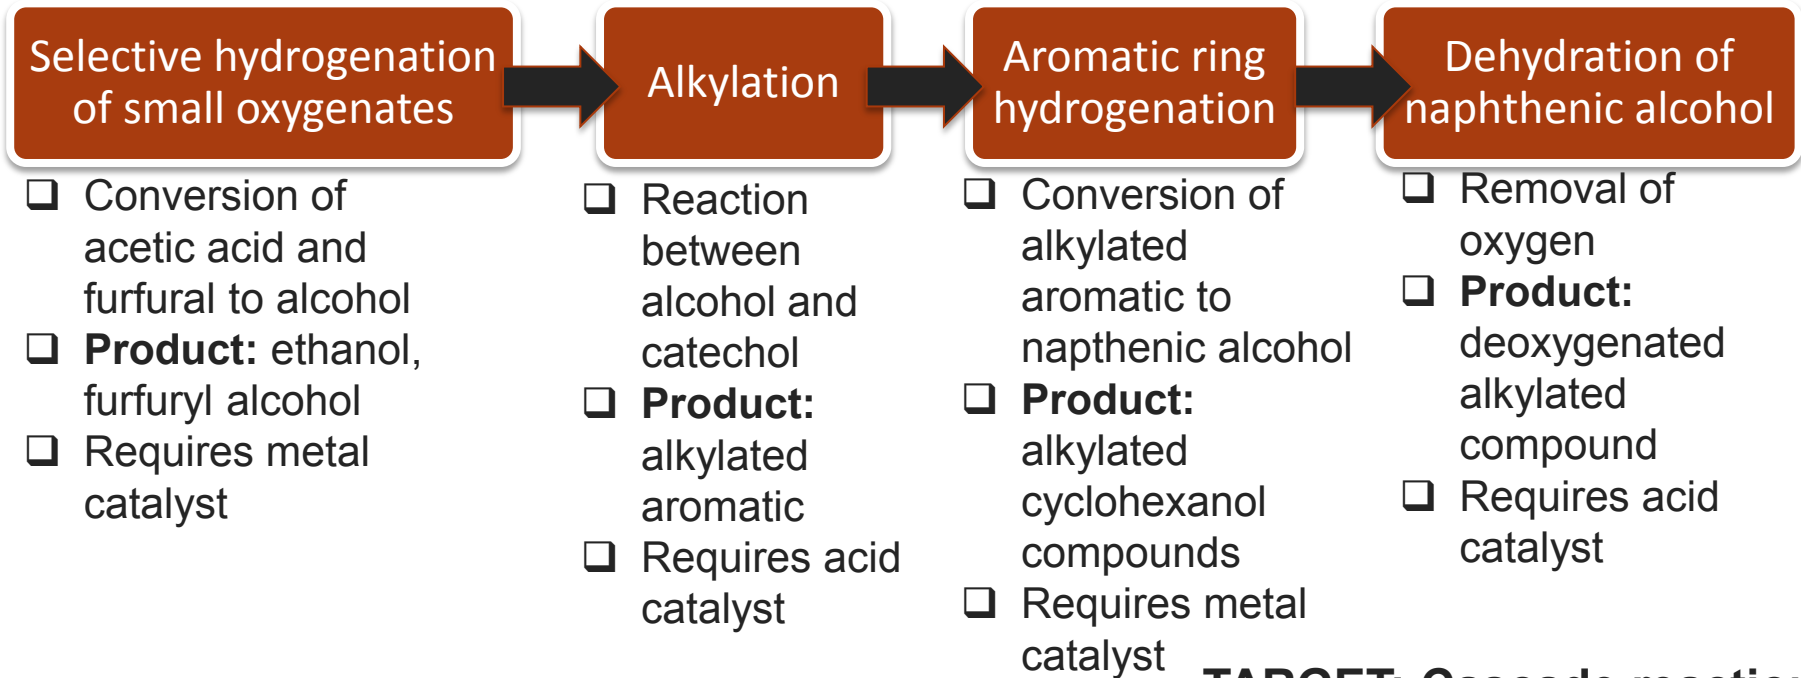 Selective hydrogenation
of small oxygenates
Alkylation
Aromatic ring
hydrogenation
Dehydration of
naphthenic alcohol
❑ Conversion of
acetic acid and
furfural to alcohol
❑ Product: ethanol,
furfuryl alcohol
❑ Requires metal
catalyst
❑ Reaction
between
alcohol and
catechol
❑ Product:
alkylated
aromatic
❑ Requires acid
catalyst
❑ Conversion of
alkylated
aromatic to
napthenic alcohol
❑ Product:
alkylated
cyclohexanol
compounds
❑ Requires metal
catalyst
❑ Removal of
oxygen
❑ Product:
deoxygenated
alkylated
compound
❑ Requires acid
catalyst
TARGET: Cascade